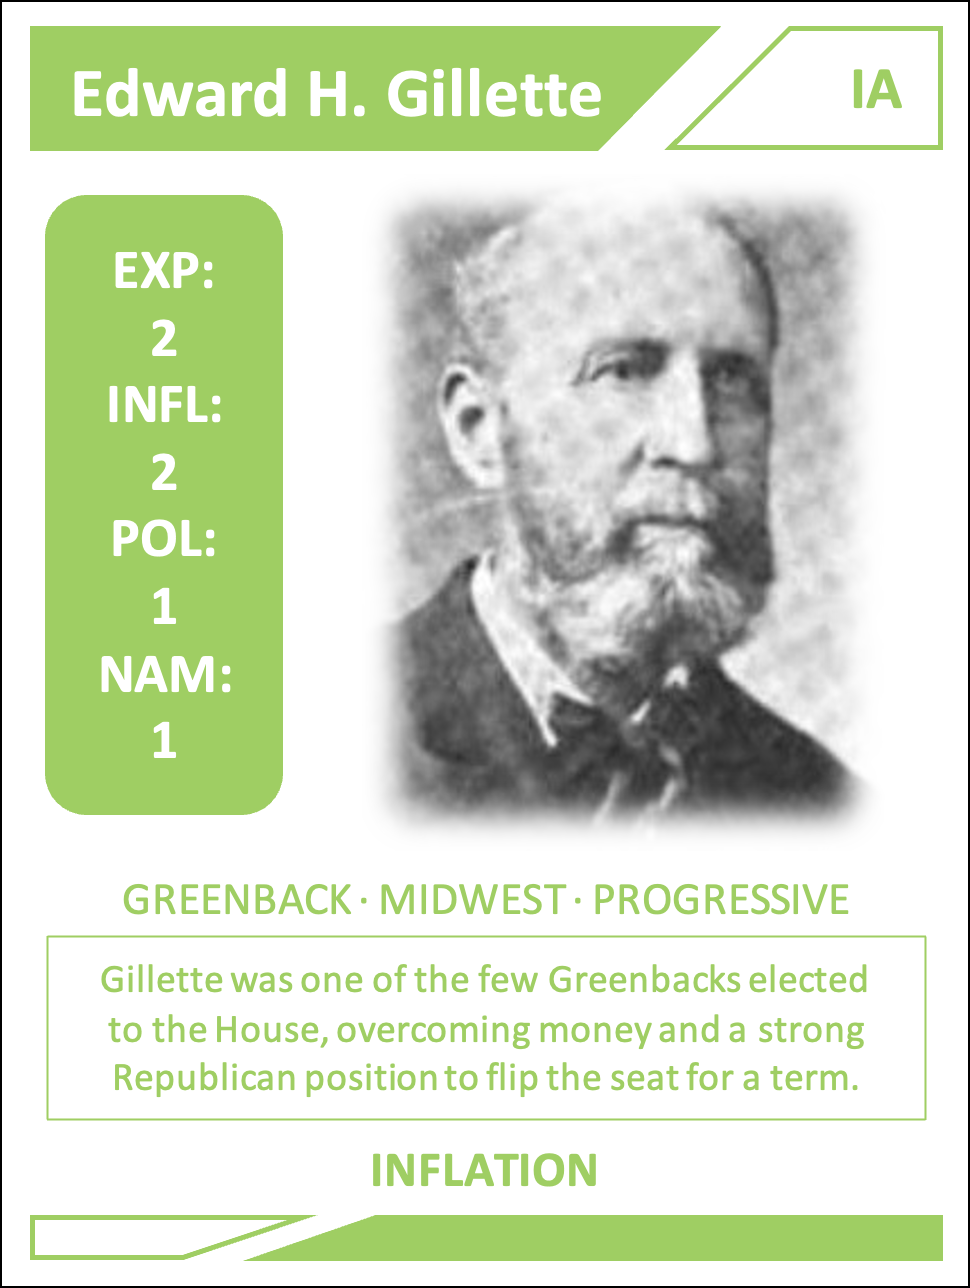 Edward H. Gillette
IA
EXP:
2
INFL:
2
POL:
1
NAM:
1
GREENBACK · MIDWEST · PROGRESSIVE
Gillette was one of the few Greenbacks elected
to the House, overcoming money and a strong
Republican position to flip the seat for a term.
INFLATION